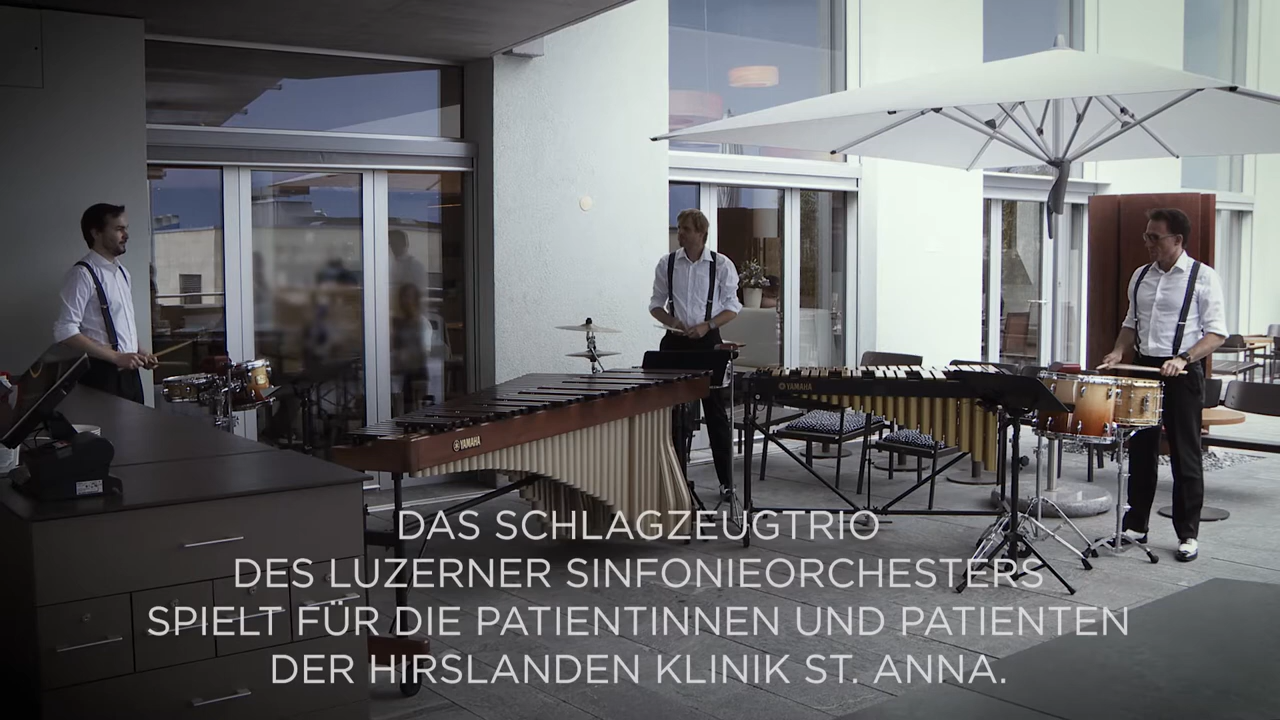 YAMAHA
YAMAHA
DAS SCHLAGZEUGTRIO
DES LUZERNER SINFONIEORCHESTERS
SPIELT FÜR DIE PATIENTINNEN UND PATIENTEN
DER HIRSLANDEN KLINIK ST. ANNA.